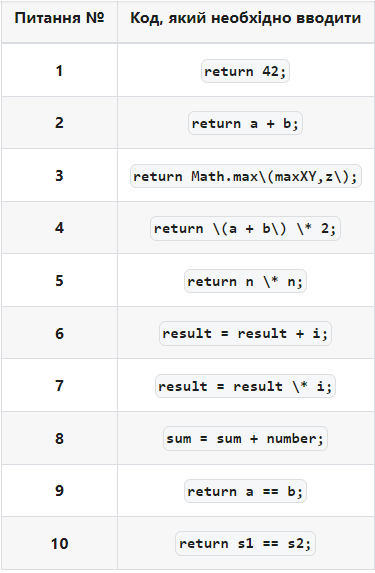 Питання № Код, який необхідно вводити
1 return 42;
2 return a + b;
3 return Math.max\(maxXY,z\);
4 return \(a + b\) \* 2;
5 return n \* n;
6 result = result + i;
7 result = result \* i;
8 sum = sum + number;
9 return a == b;
10 return s1 == s2;